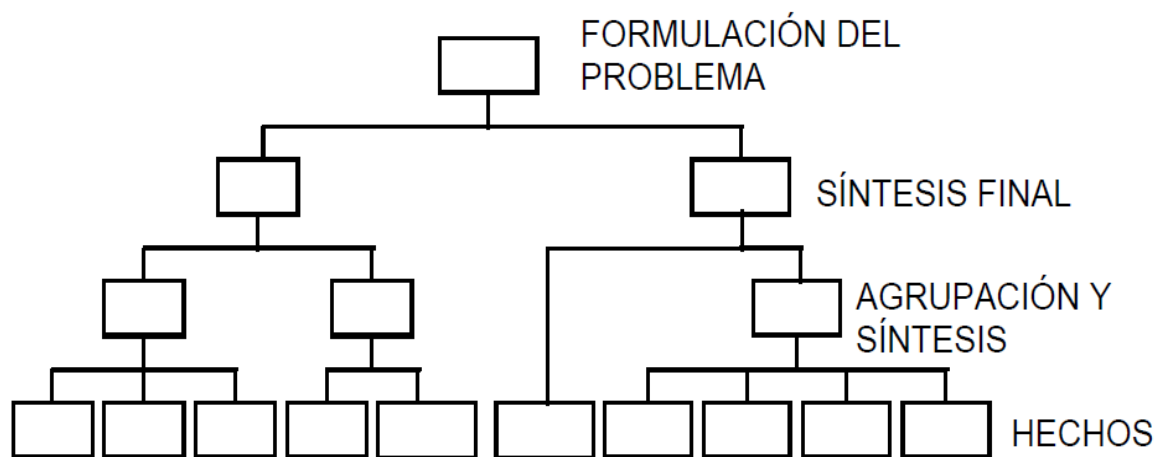 FORMULACIÓN DEL
PROBLEMA
SÍNTESIS FINAL
AGRUPACIÓN Y
SÍNTESIS
HECHOS